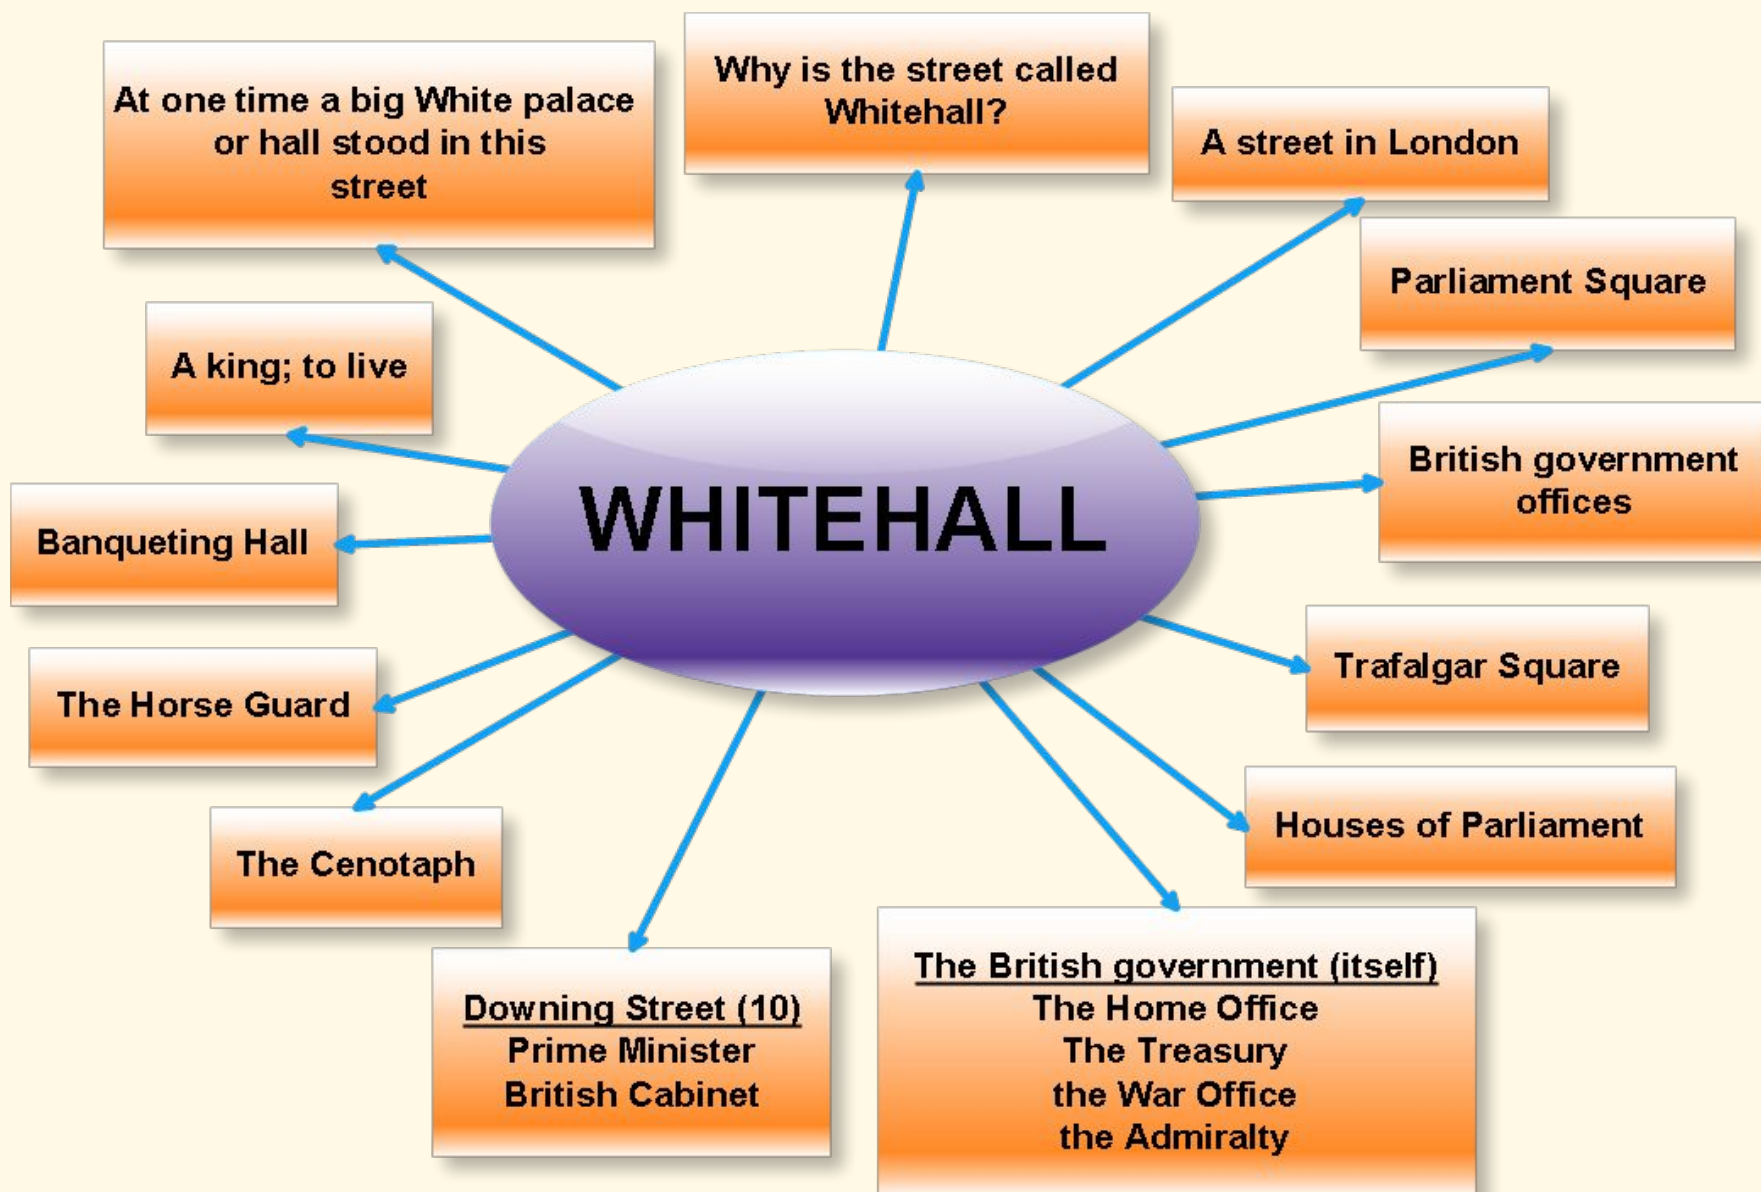 Why is the street called
Whitehall?
At one time a big White palace
or hall stood in this
street
A street in London
Parliament Square
A king; to live
British government
offices
WHITEHALL
Banqueting Hall
Trafalgar Square
The Horse Guard
Houses of Parliament
The Cenotaph
Downing Street (10)
Prime Minister
British Cabinet
The British government (itself)
The Home Office
The Treasury
the War Office
the Admiralty